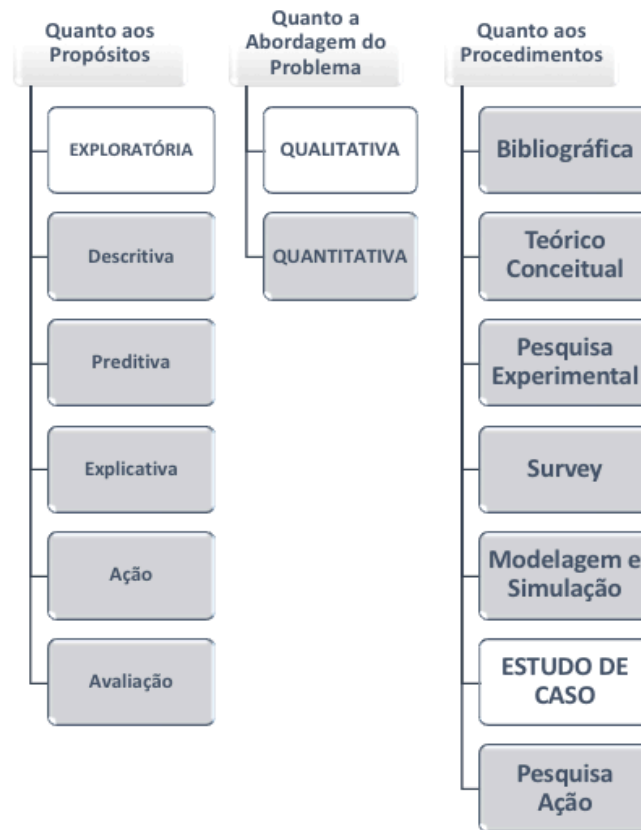 Quanto aos
Propósitos
EXPLORATÓRIA
Descritiva
Preditiva
Explicativa
Ação
Avaliação
Quanto a
Abordagem do
Problema
QUALITATIVA
QUANTITATIVA
Quanto aos
Procedimentos
Bibliográfica
Teórico
Conceitual
Pesquisa
Experimental
Survey
Modelagem e
Simulação
ESTUDO DE
CASO
Pesquisa
Ação